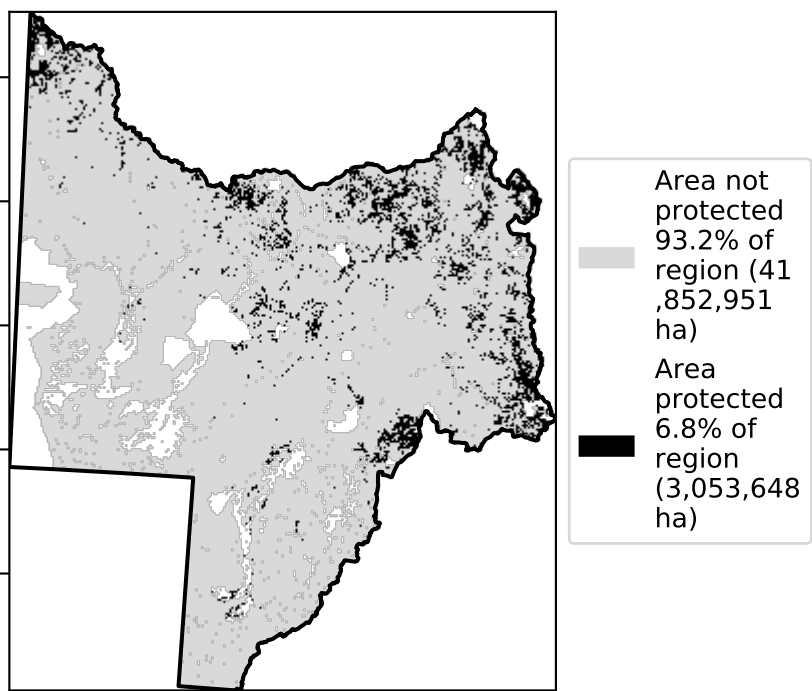 Area not
protected
93.2% of
region (41
,852,951
ha)
Area
protected
6.8% of
region
(3,053,648
ha)